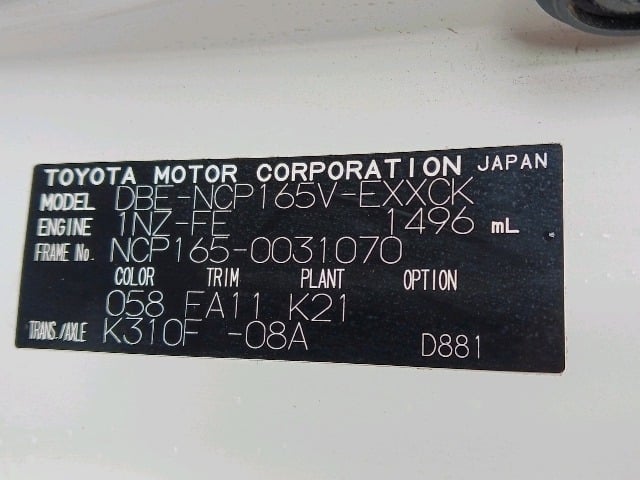 TOYOTA MOTOR CORPORATION JAPAN
MODEL DBE-NCP165V-EXXCK
ENGINE 1NZ-FE 1496 mL
FRAME No. NCP165-0031070
COLOR TRIM PLANT OPTION
058 FA11 K21
TRANS./AXLE K310F -08A
D881